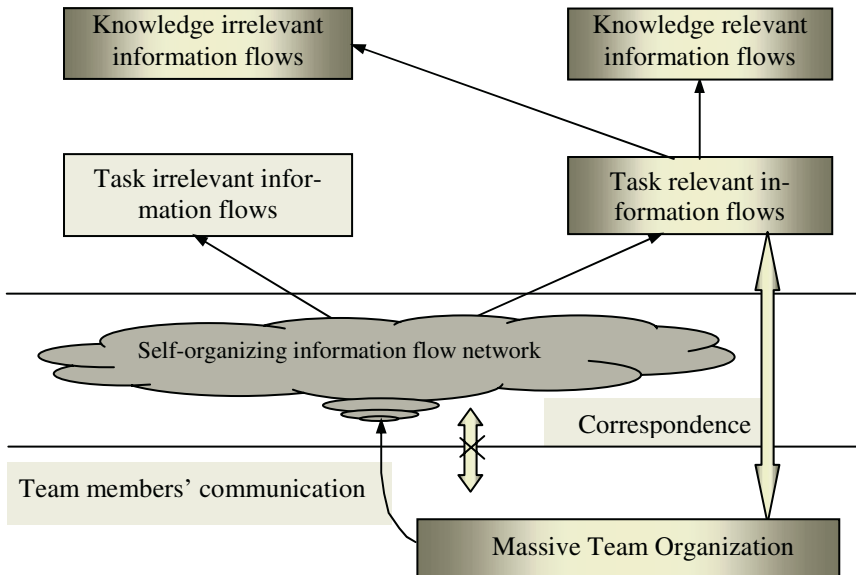 Knowledge irrelevant
information flows
Knowledge relevant
information flows
Task irrelevant infor-
mation flows
Task relevant in-
formation flows
Self-organizing information flow network
Correspondence
Team members’ communication
Massive Team Organization